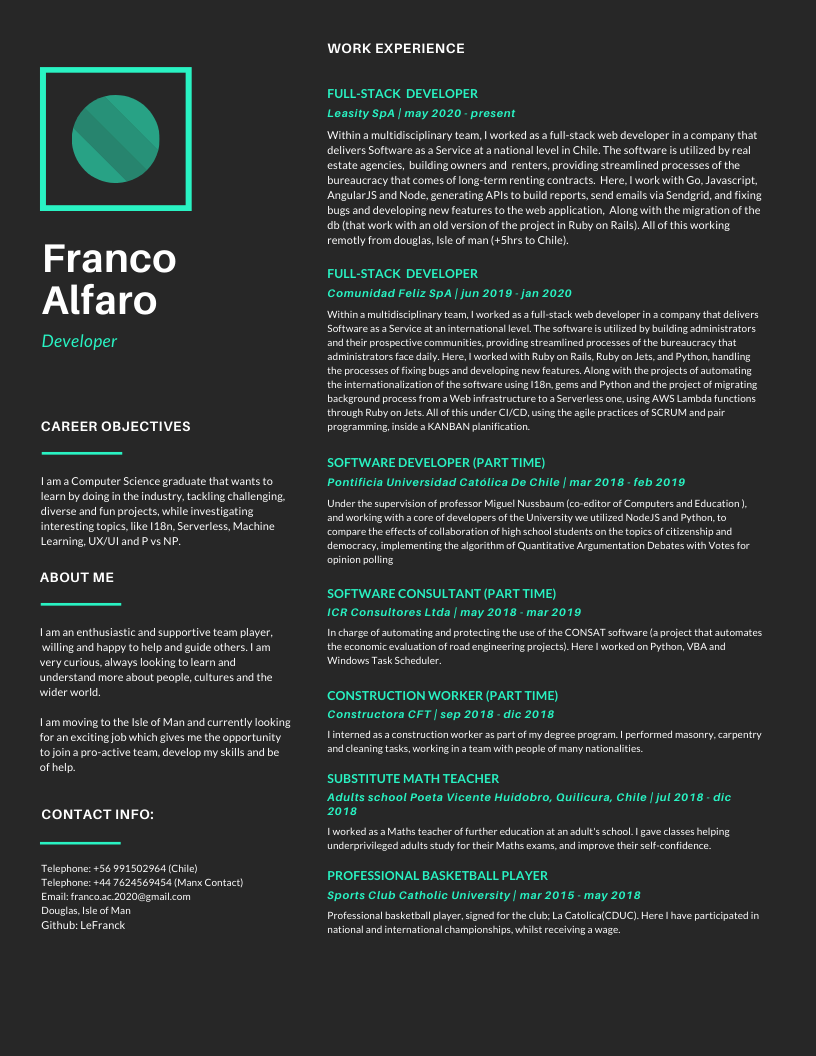 Franco
Alfaro
Developer
CAREER OBJECTIVES
I am a Computer Science graduate that wants to
learn by doing in the industry, tackling challenging,
diverse and fun projects, while investigating
interesting topics, like I18n, Serverless, Machine
Learning, UX/UI and P vs NP.
ABOUT ME
I am an enthusiastic and supportive team player,
willing and happy to help and guide others. I am
very curious, always looking to learn and
understand more about people, cultures and the
wider world.
I am moving to the Isle of Man and currently looking
for an exciting job which gives me the opportunity
to join a pro-active team, develop my skills and be
of help.
CONTACT INFO:
Telephone: +56 991502964 (Chile)
Telephone: +44 7624569454 (Manx Contact)
Email: franco.ac.2020@gmail.com
Douglas, Isle of Man
Github: LeFranck
WORK EXPERIENCE
FULL-STACK DEVELOPER
Leasity SpA | may 2020 - present
Within a multidisciplinary team, I worked as a full-stack web developer in a company that
delivers Software as a Service at a national level in Chile. The software is utilized by real
estate agencies, building owners and renters, providing streamlined processes of the
bureaucracy that comes of long-term renting contracts. Here, I work with Go, Javascript,
AngularJS and Node, generating APIs to build reports, send emails via Sendgrid, and fixing
bugs and developing new features to the web application, Along with the migration of the
db (that work with an old version of the project in Ruby on Rails). All of this working
remotly from douglas, Isle of man (+5hrs to Chile).
FULL-STACK DEVELOPER
Comunidad Feliz SpA | jun 2019 - jan 2020
Within a multidisciplinary team, I worked as a full-stack web developer in a company that delivers
Software as a Service at an international level. The software is utilized by building administrators
and their prospective communities, providing streamlined processes of the bureaucracy that
administrators face daily. Here, I worked with Ruby on Rails, Ruby on Jets, and Python, handling
the processes of fixing bugs and developing new features. Along with the projects of automating
the internationalization of the software using I18n, gems and Python and the project of migrating
background process from a Web infrastructure to a Serverless one, using AWS Lambda functions
through Ruby on Jets. All of this under CI/CD, using the agile practices of SCRUM and pair
programming, inside a KANBAN planification.
SOFTWARE DEVELOPER (PART TIME)
Pontificia Universidad Católica De Chile | mar 2018 - feb 2019
Under the supervision of professor Miguel Nussbaum (co-editor of Computers and Education ),
and working with a core of developers of the University we utilized NodeJS and Python, to
compare the effects of collaboration of high school students on the topics of citizenship and
democracy, implementing the algorithm of Quantitative Argumentation Debates with Votes for
opinion polling
SOFTWARE CONSULTANT (PART TIME)
ICR Consultores Ltda | may 2018 - mar 2019
In charge of automating and protecting the use of the CONSAT software (a project that automates
the economic evaluation of road engineering projects). Here I worked on Python, VBA and
Windows Task Scheduler.
CONSTRUCTION WORKER (PART TIME)
Constructora CFT | sep 2018 - dic 2018
I interned as a construction worker as part of my degree program. I performed masonry, carpentry
and cleaning tasks, working in a team with people of many nationalities.
SUBSTITUTE MATH TEACHER
Adults school Poeta Vicente Huidobro, Quilicura, Chile | jul 2018 - dic
2018
I worked as a Maths teacher of further education at an adult's school. I gave classes helping
underprivileged adults study for their Maths exams, and improve their self-confidence.
PROFESSIONAL BASKETBALL PLAYER
Sports Club Catholic University | mar 2015 - may 2018
Professional basketball player, signed for the club; La Catolica(CDUC). Here I have participated in
national and international championships, whilst receiving a wage.